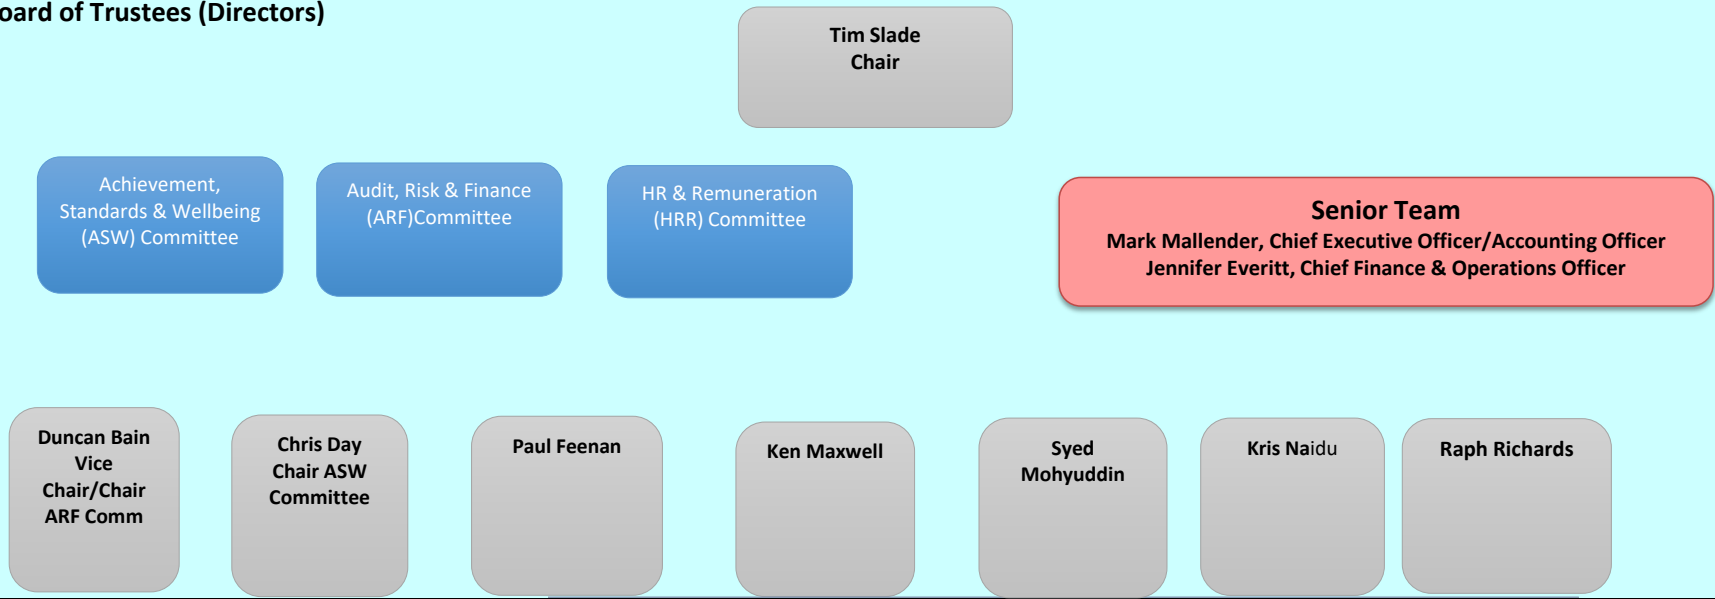 oard of Trustees (Directors)
Tim Slade
Chair
Achievement,
Standards & Wellbeing
(ASW) Committee
Audit, Risk & Finance
(ARF)Committee
HR & Remuneration
(HRR) Committee
Senior Team
Mark Mallender, Chief Executive Officer/Accounting Officer
Jennifer Everitt, Chief Finance & Operations Officer
Duncan Bain
Vice
Chair/Chair
ARF Comm
Chris Day
Chair ASW
Committee
Paul Feenan
Ken Maxwell
Syed
Mohyuddin
Kris Naidu
Raph Richards